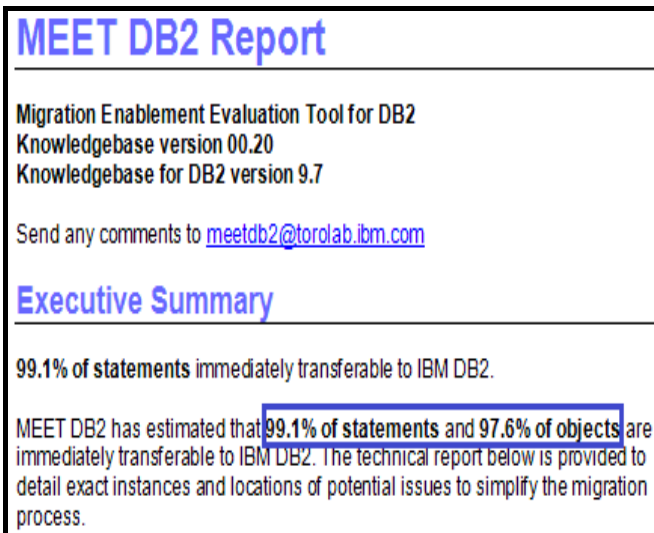 MEET DB2 Report
Migration Enablement Evaluation Tool for DB2
Knowledgebase version 00.20
Knowledgebase for DB2 version 9.7
Send any comments to meetdb2@torolab.ibm.com
Executive Summary
99.1% of statements immediately transferable to IBM DB2.
MEET DB2 has estimated that 99.1% of statements and 97.6% of objects are
immediately transferable to IBM DB2. The technical report below is provided to
detail exact instances and locations of potential issues to simplify the migration
process.